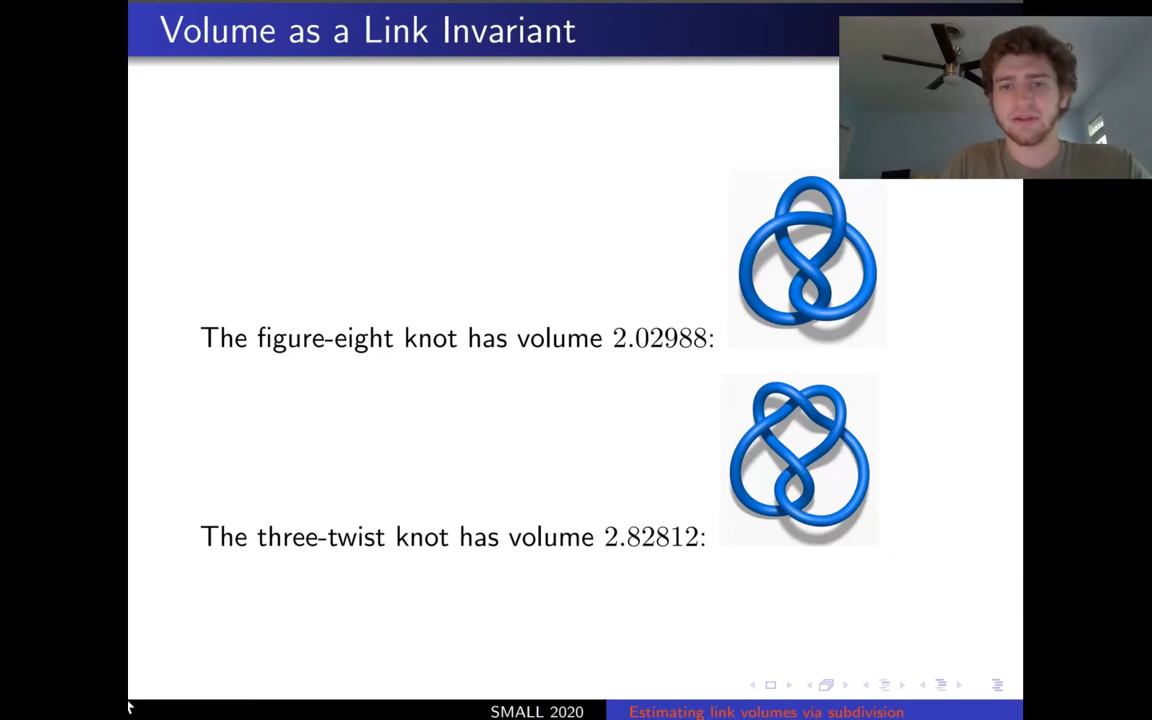 Volume as a Link Invariant
The figure-eight knot has volume 2.02988:
The three-twist knot has volume 2.82812:
SMALL 2020
Estimating link volumes via subdivision